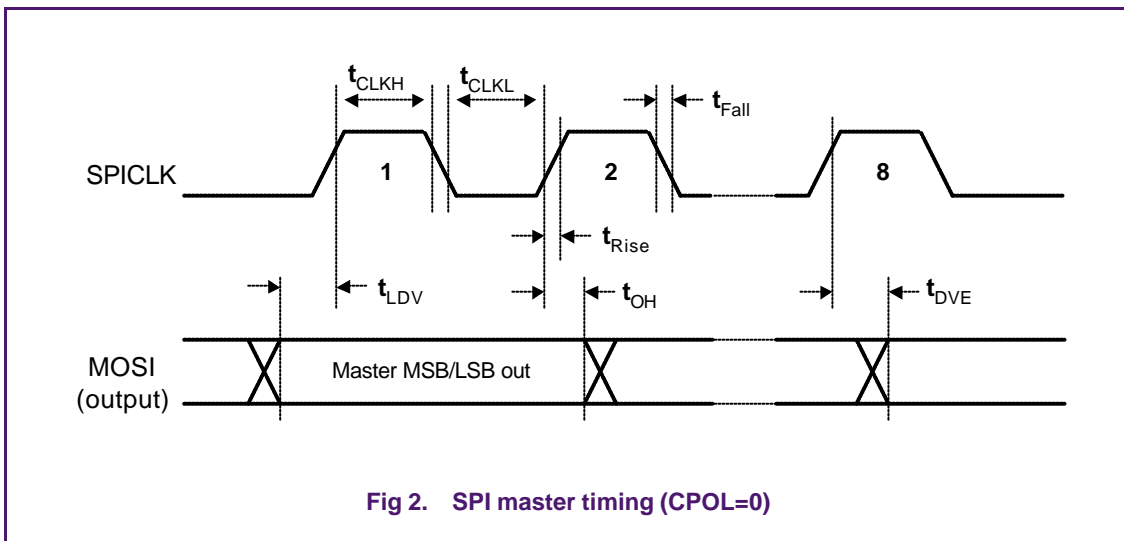 tCLKH tCLKL tFall
SPICLK 1 2 8
tRise
tLDV tOH tDVE
MOSI
(output)
Master MSB/LSB out
Fig 2. SPI master timing (CPOL=0)